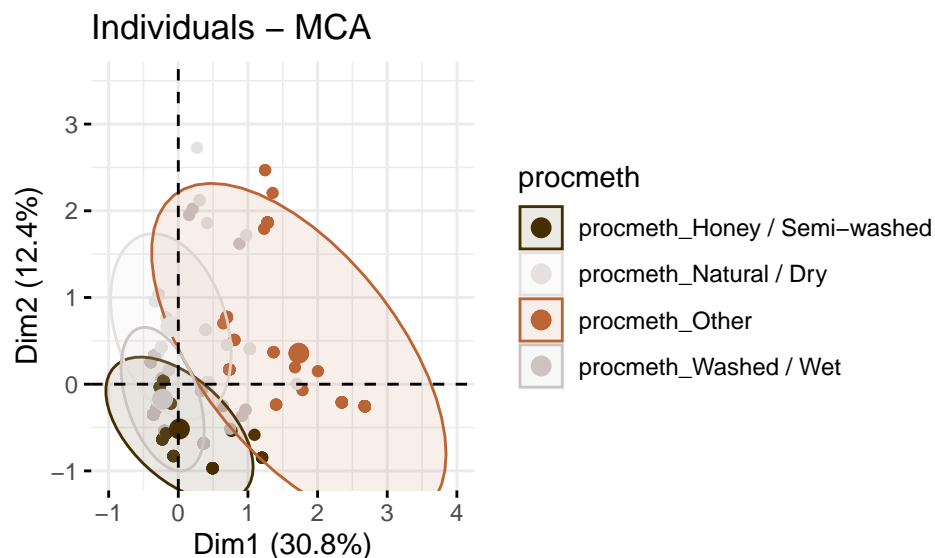 Individuals − MCA
Dim2 (12.4%)
3
2
1
0
−1
−1
0
1
2
3
4
Dim1 (30.8%)
procmeth
procmeth_Honey / Semi−washed
procmeth_Natural / Dry
procmeth_Other
procmeth_Washed / Wet